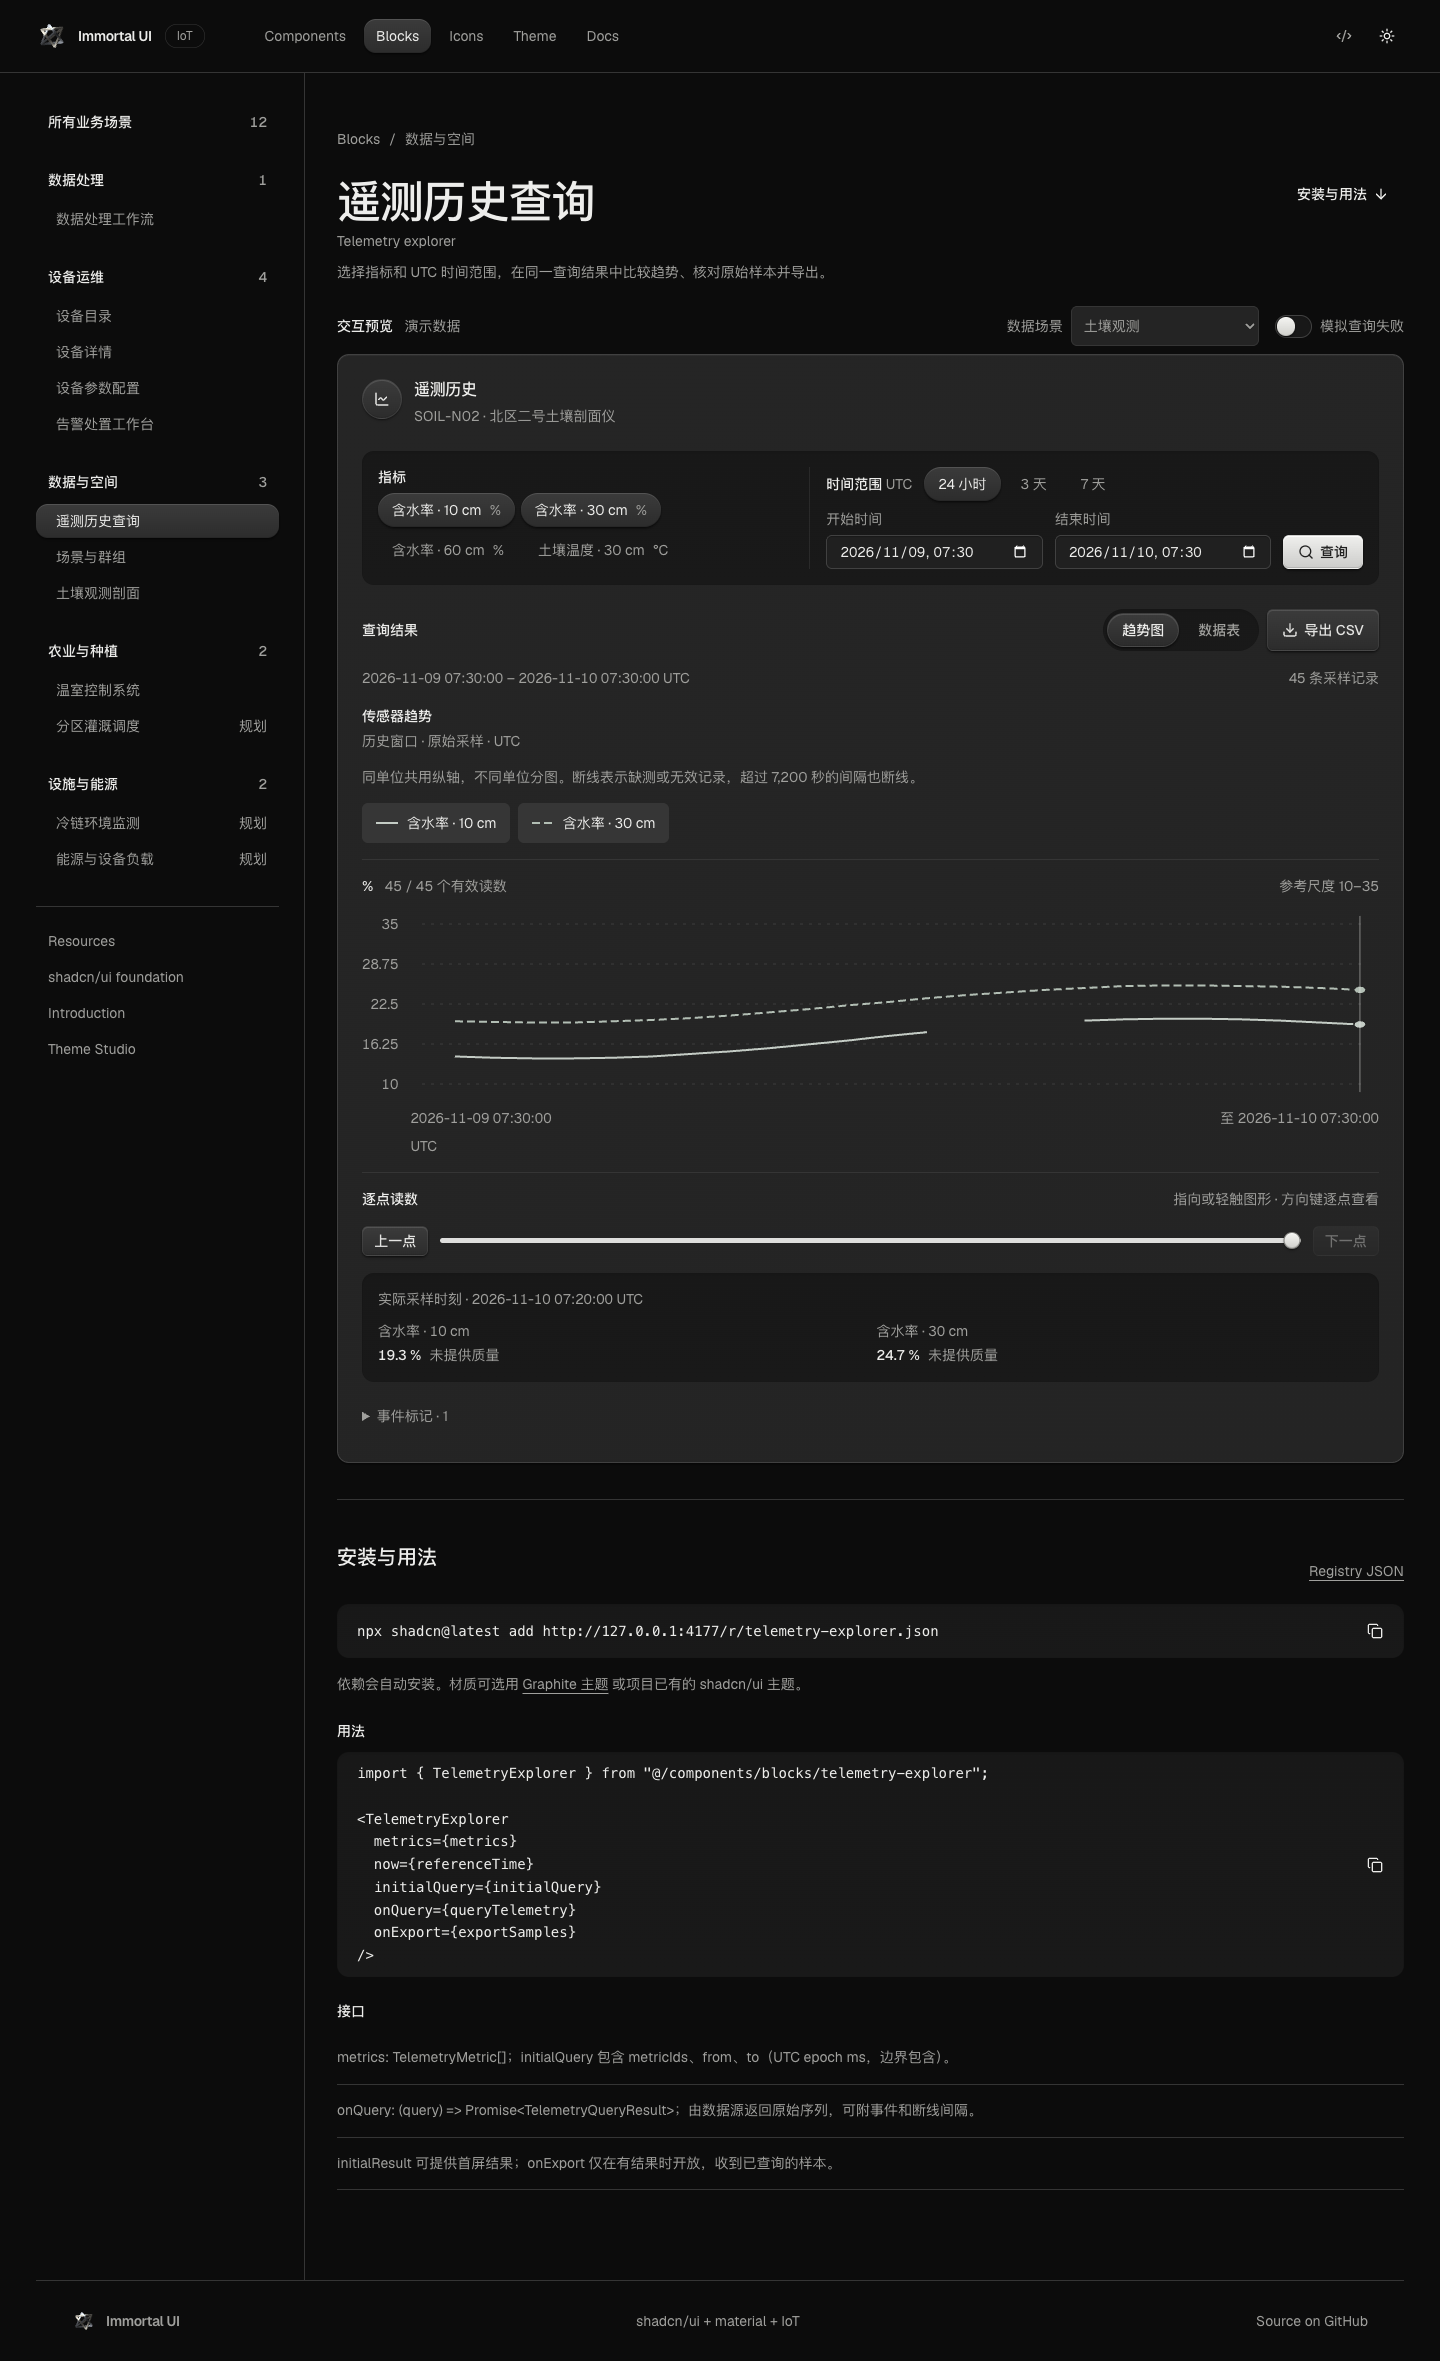 Immortal UI IoT Components Blocks Icons Theme Docs
所有业务场景 12
数据处理 1
数据处理工作流
设备运维 4
设备目录
设备详情
设备参数配置
告警处置工作台
数据与空间 3
遥测历史查询
场景与群组
土壤观测剖面
农业与种植 2
温室控制系统
分区灌溉调度 规划
设施与能源 2
冷链环境监测 规划
能源与设备负载 规划
Resources
shadcn/ui foundation
Introduction
Theme Studio
Blocks / 数据与空间
遥测历史查询
安装与用法
Telemetry explorer
选择指标和 UTC 时间范围，在同一查询结果中比较趋势、核对原始样本并导出。
交互预览 演示数据 数据场景 土壤观测 模拟查询失败
遥测历史
SOIL-N02 · 北区二号土壤剖面仪
指标
含水率 · 10 cm % 含水率 · 30 cm %
含水率 · 60 cm % 土壤温度 · 30 cm °C
时间范围 UTC 24 小时 3 天 7 天
开始时间 结束时间
2026/11/09, 07:30 2026/11/10, 07:30 查询
查询结果 趋势图 数据表 导出 CSV
2026-11-09 07:30:00 – 2026-11-10 07:30:00 UTC 45 条采样记录
传感器趋势
历史窗口 · 原始采样 · UTC
同单位共用纵轴，不同单位分图。断线表示缺测或无效记录，超过 7,200 秒的间隔也断线。
含水率 · 10 cm 含水率 · 30 cm
% 45 / 45 个有效读数 参考尺度 10–35
35
28.75
22.5
16.25
10
2026-11-09 07:30:00 至 2026-11-10 07:30:00
UTC
逐点读数 指向或轻触图形 · 方向键逐点查看
上一点 下一点
实际采样时刻 · 2026-11-10 07:20:00 UTC
含水率 · 10 cm 含水率 · 30 cm
19.3 % 未提供质量 24.7 % 未提供质量
事件标记 · 1
安装与用法
Registry JSON
npx shadcn@latest add http://127.0.0.1:4177/r/telemetry-explorer.json
依赖会自动安装。材质可选用 Graphite 主题 或项目已有的 shadcn/ui 主题。
用法
import { TelemetryExplorer } from "@/components/blocks/telemetry-explorer";
<TelemetryExplorer
metrics={metrics}
now={referenceTime}
initialQuery={initialQuery}
onQuery={queryTelemetry}
onExport={exportSamples}
/>
接口
metrics: TelemetryMetric[]；initialQuery 包含 metricIds、from、to（UTC epoch ms，边界包含）。
onQuery: (query) => Promise<TelemetryQueryResult>；由数据源返回原始序列，可附事件和断线间隔。
initialResult 可提供首屏结果；onExport 仅在有结果时开放，收到已查询的样本。
Immortal UI shadcn/ui + material + IoT Source on GitHub